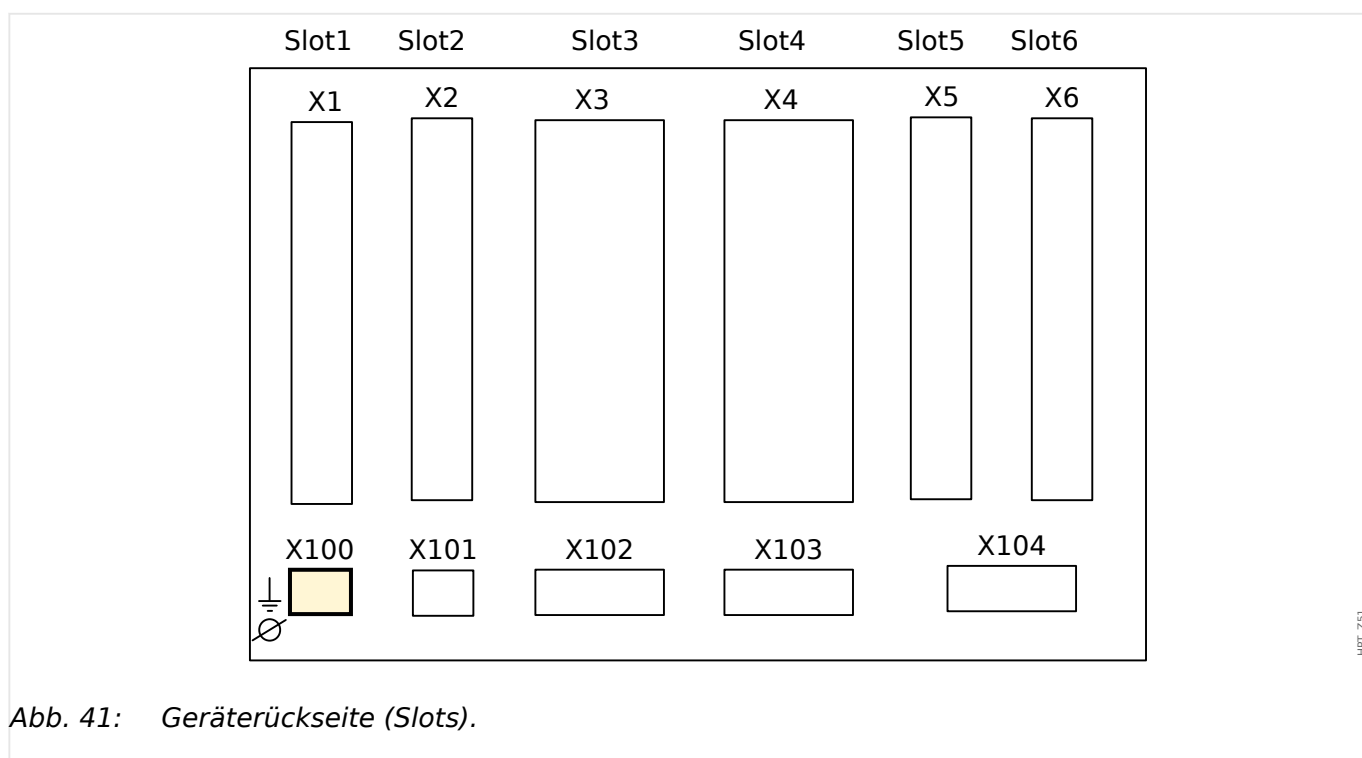 Slot1 Slot2 Slot3 Slot4 Slot5 Slot6
X1 X2 X3 X4 X5 X6
X100 X101 X102 X103 X104
Abb. 41: Geräterückseite (Slots).